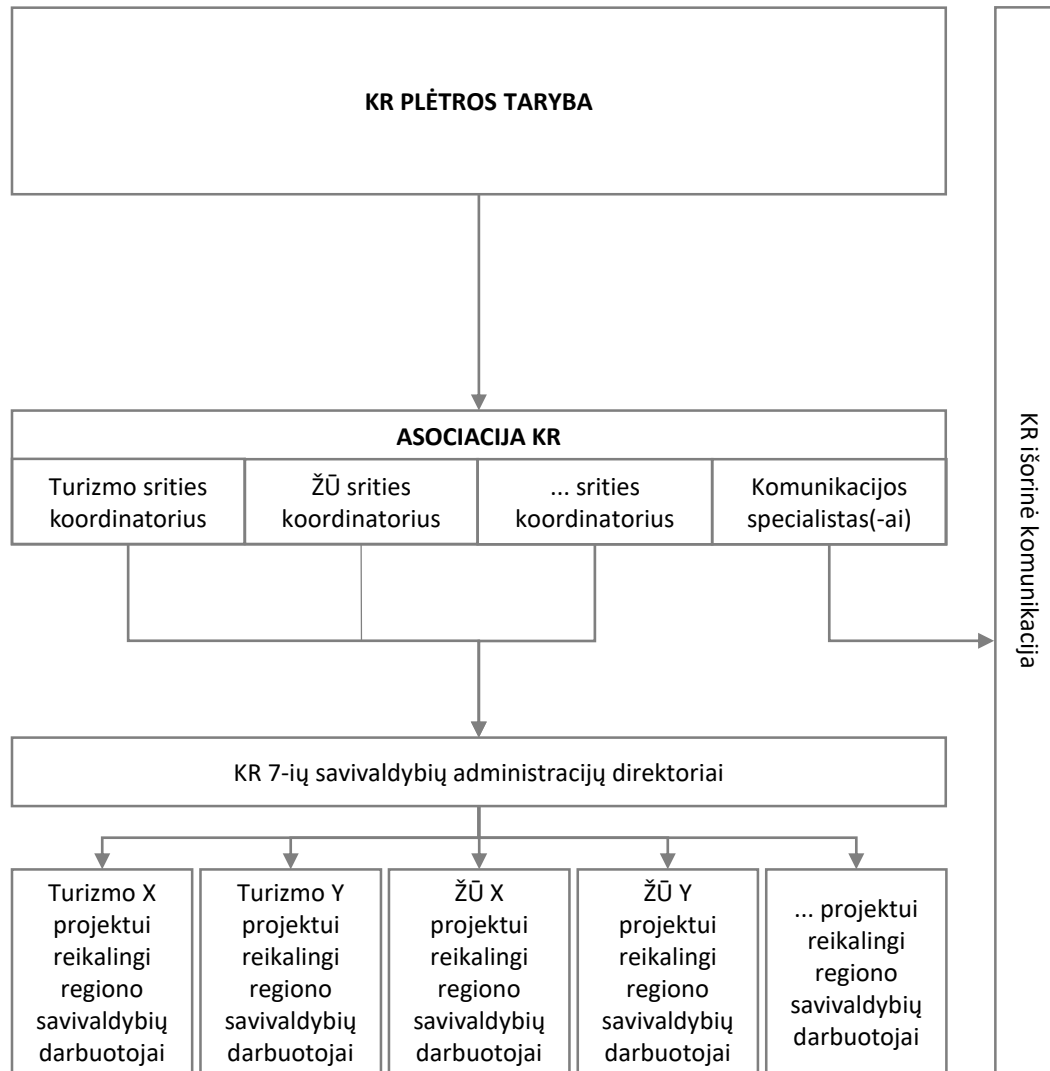 KR PLĖTROS TARYBA
ASOCIACIJA KR
Turizmo srities
koordinatorius
ŽŪ srities
koordinatorius
... srities
koordinatorius
Komunikacijos
specialistas(-ai)
KR išorinė komunikacija
KR 7-ių savivaldybių administracijų direktoriai
Turizmo X
projektui
reikalingi
regiono
savivaldybių
darbuotojai
Turizmo Y
projektui
reikalingi
regiono
savivaldybių
darbuotojai
ŽŪ X
projektui
reikalingi
regiono
savivaldybių
darbuotojai
ŽŪ Y
projektui
reikalingi
regiono
savivaldybių
darbuotojai
... projektui
reikalingi
regiono
savivaldybių
darbuotojai